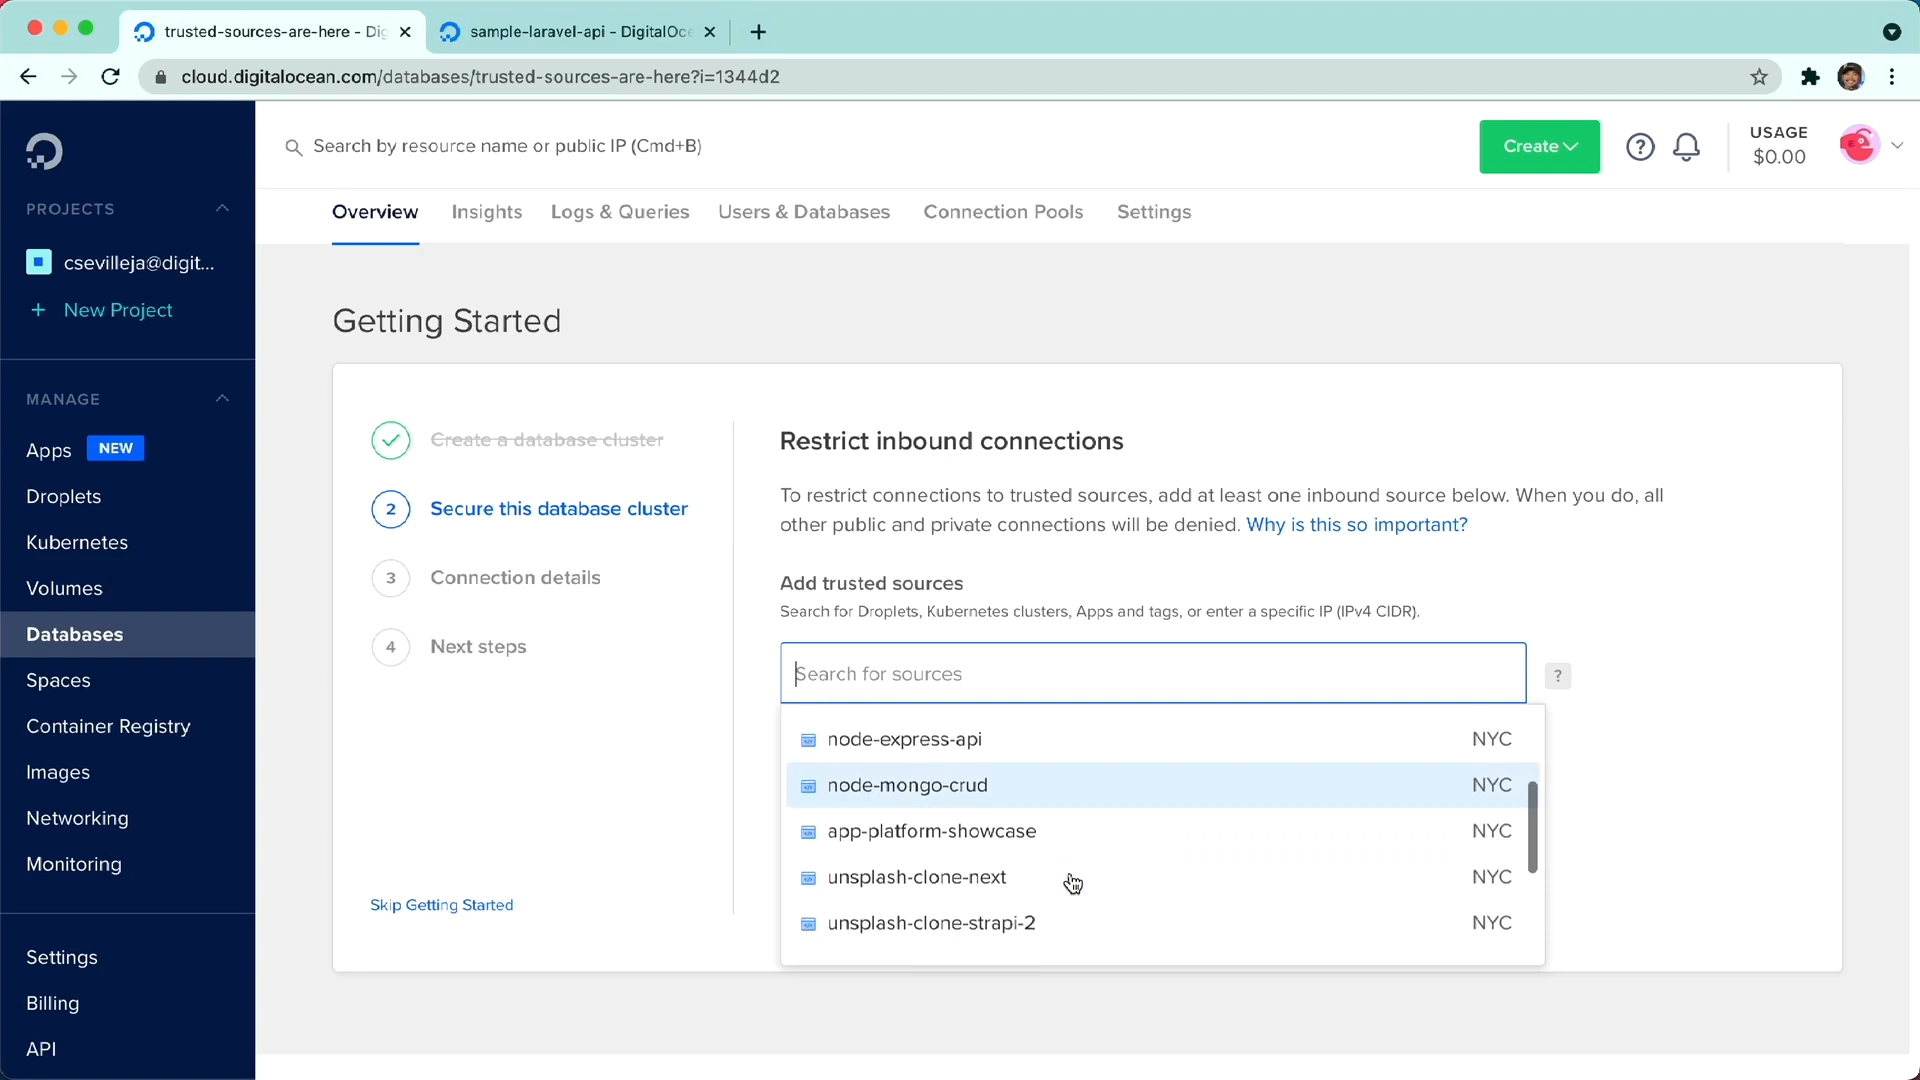 trusted-sources-are-here - Dig
sample-laravel-api - DigitalOce
cloud.digitalocean.com/databases/trusted-sources-are-here?i=1344d2
Search by resource name or public IP (Cmd+B)
Create
?
USAGE
$0.00
PROJECTS
csevilleja@digit...
+ New Project
MANAGE
Apps NEW
Droplets
Kubernetes
Volumes
Databases
Spaces
Container Registry
Images
Networking
Monitoring
Settings
Billing
API
Overview Insights Logs & Queries Users & Databases Connection Pools Settings
Getting Started
Create a database cluster
2 Secure this database cluster
3 Connection details
4 Next steps
Skip Getting Started
Restrict inbound connections
To restrict connections to trusted sources, add at least one inbound source below. When you do, all
other public and private connections will be denied. Why is this so important?
Add trusted sources
Search for Droplets, Kubernetes clusters, Apps and tags, or enter a specific IP (IPv4 CIDR).
Search for sources
?
node-express-api NYC
node-mongo-crud NYC
app-platform-showcase NYC
unsplash-clone-next NYC
unsplash-clone-strapi-2 NYC